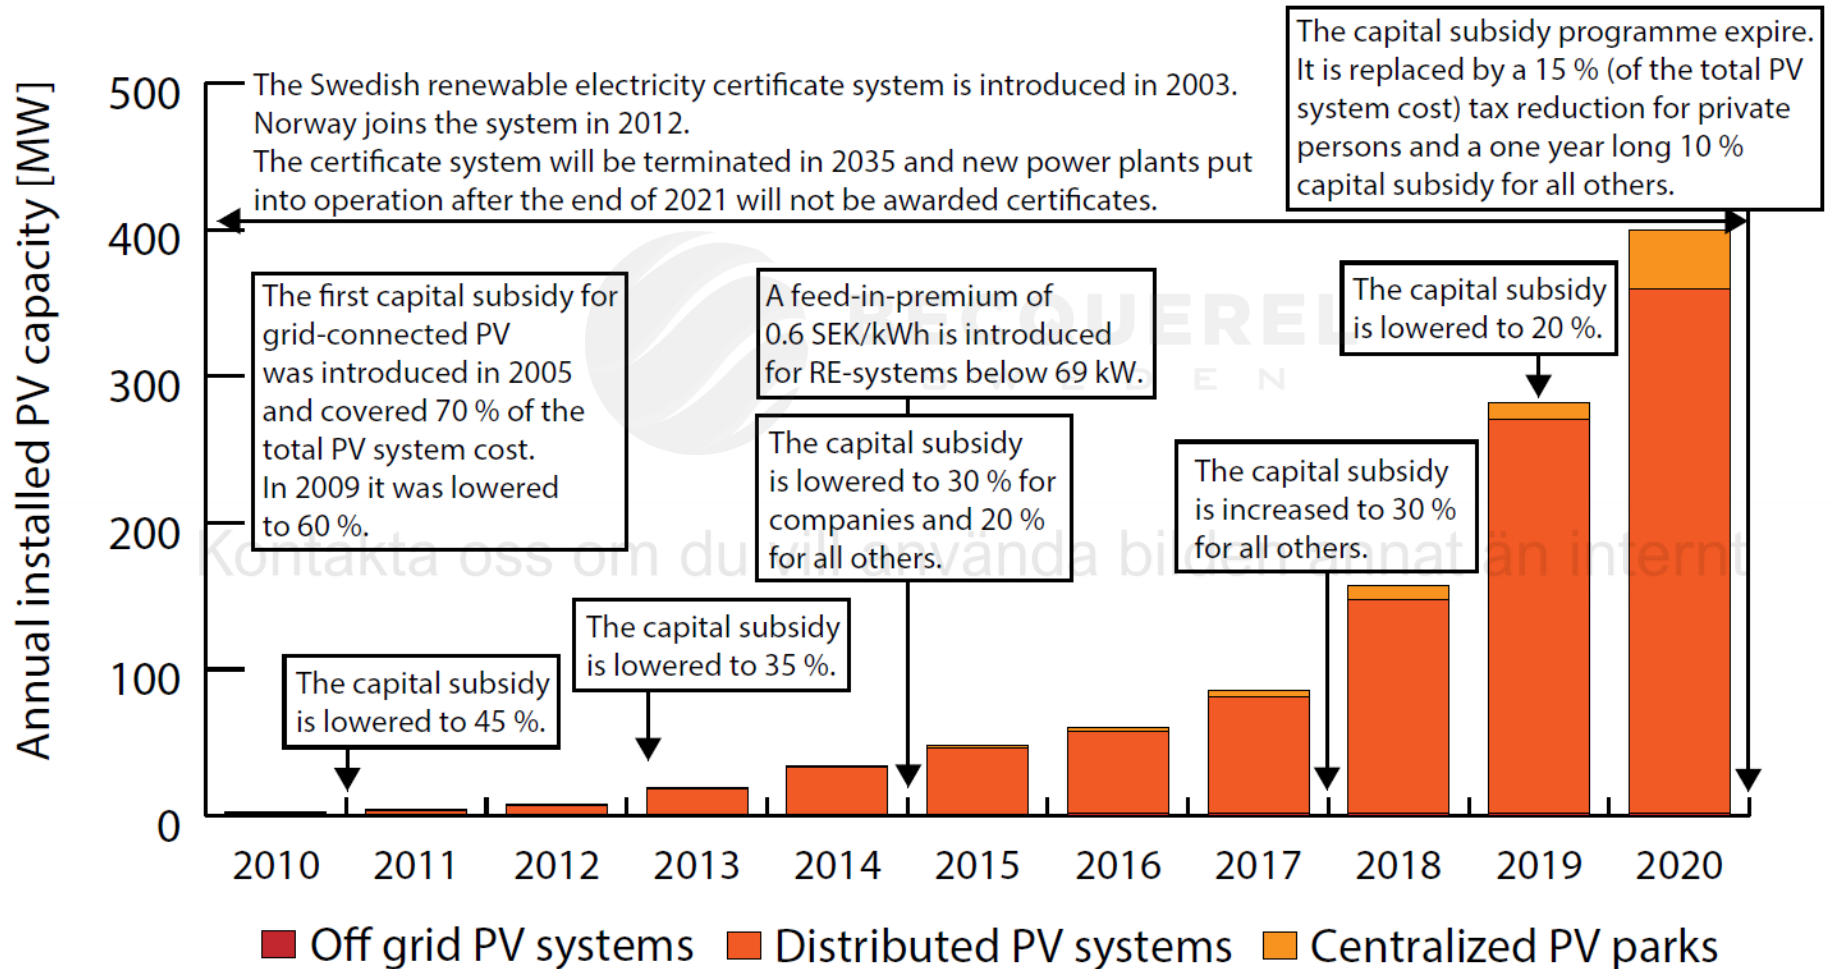 The capital subsidy programme expire.
It is replaced by a 15 % (of the total PV
system cost) tax reduction for private
persons and a one year long 10 %
capital subsidy for all others.
The Swedish renewable electricity certificate system is introduced in 2003.
Norway joins the system in 2012.
The certificate system will be terminated in 2035 and new power plants put
into operation after the end of 2021 will not be awarded certificates.
Annual installed PV capacity [MW]
500
400
300
200
100
0
The first capital subsidy for
grid-connected PV
was introduced in 2005
and covered 70 % of the
total PV system cost.
In 2009 it was lowered
to 60 %.
A feed-in-premium of
0.6 SEK/kWh is introduced
for RE-systems below 69 kW.
The capital subsidy
is lowered to 20 %.
The capital subsidy
is lowered to 30 % for
companies and 20 %
for all others.
The capital subsidy
is increased to 30 %
for all others.
The capital subsidy
is lowered to 35 %.
The capital subsidy
is lowered to 45 %.
BECQUEREL
SWEDEN
Kontakta oss om du vill använda bilden annat än internt
2010 2011 2012 2013 2014 2015 2016 2017 2018 2019 2020
Off grid PV systems Distributed PV systems Centralized PV parks